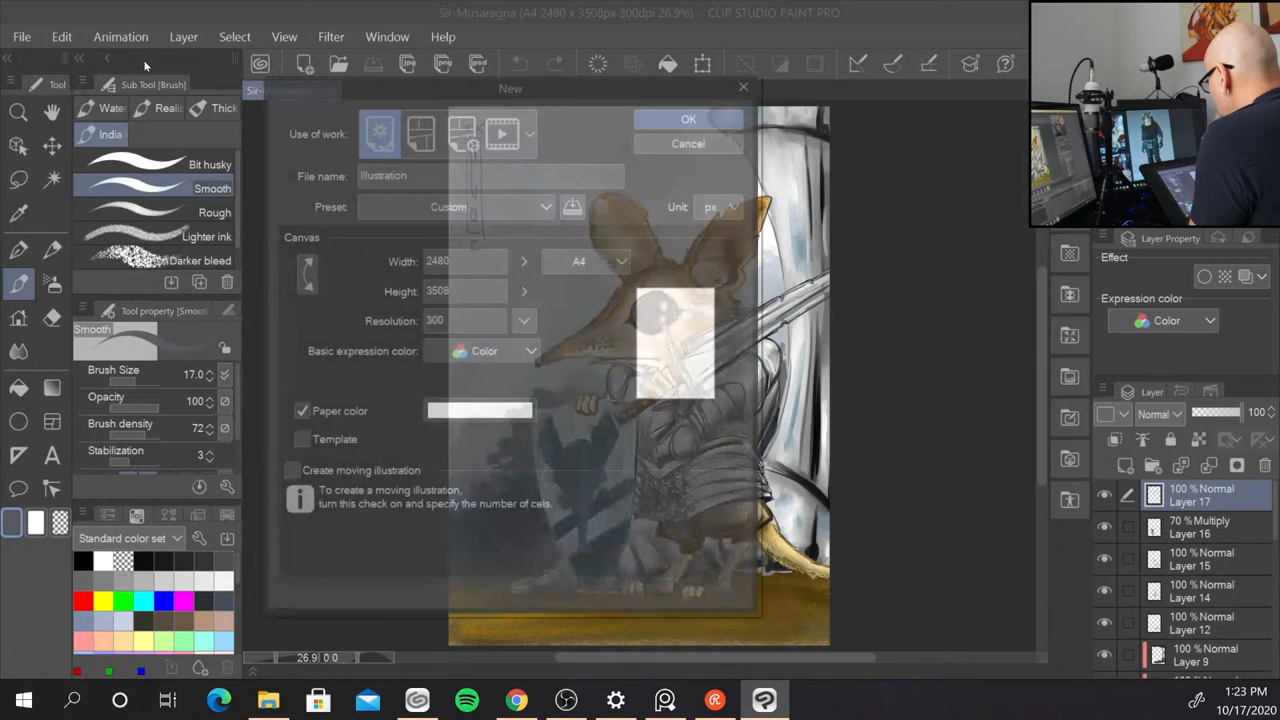 Sir-Musaragna (A4 2480 x 3508px 300dpi 26.9%) - CLIP STUDIO PAINT PRO
File Edit Animation Layer Select View Filter Window Help
Tool Sub Tool [Brush]
Water Realis Thick
India
Bit husky
Smooth
Rough
Lighter ink
Darker bleed
Tool property [Smoot
Smooth
Brush Size 17.0
Opacity 100
Brush density 72
Stabilization 3
Standard color set
New
Use of work:
OK
Cancel
File name: Illustration
Preset: Custom Unit: px
Canvas
Width: 2480 A4
Height: 3508
Resolution: 300
Basic expression color: Color
Paper color
Template
Create moving illustration
To create a moving illustration,
turn this check on and specify the number of cels.
26.9 0.0
Layer Property
Effect
Expression color
Color
Layer
Normal 100
100 % Normal
Layer 17
70 % Multiply
Layer 16
100 % Normal
Layer 15
100 % Normal
Layer 14
100 % Normal
Layer 12
100 % Normal
Layer 9
1:23 PM
10/17/2020